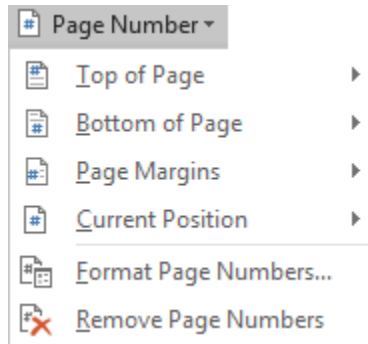 Page Number
Top of Page
Bottom of Page
Page Margins
Current Position
Format Page Numbers...
Remove Page Numbers